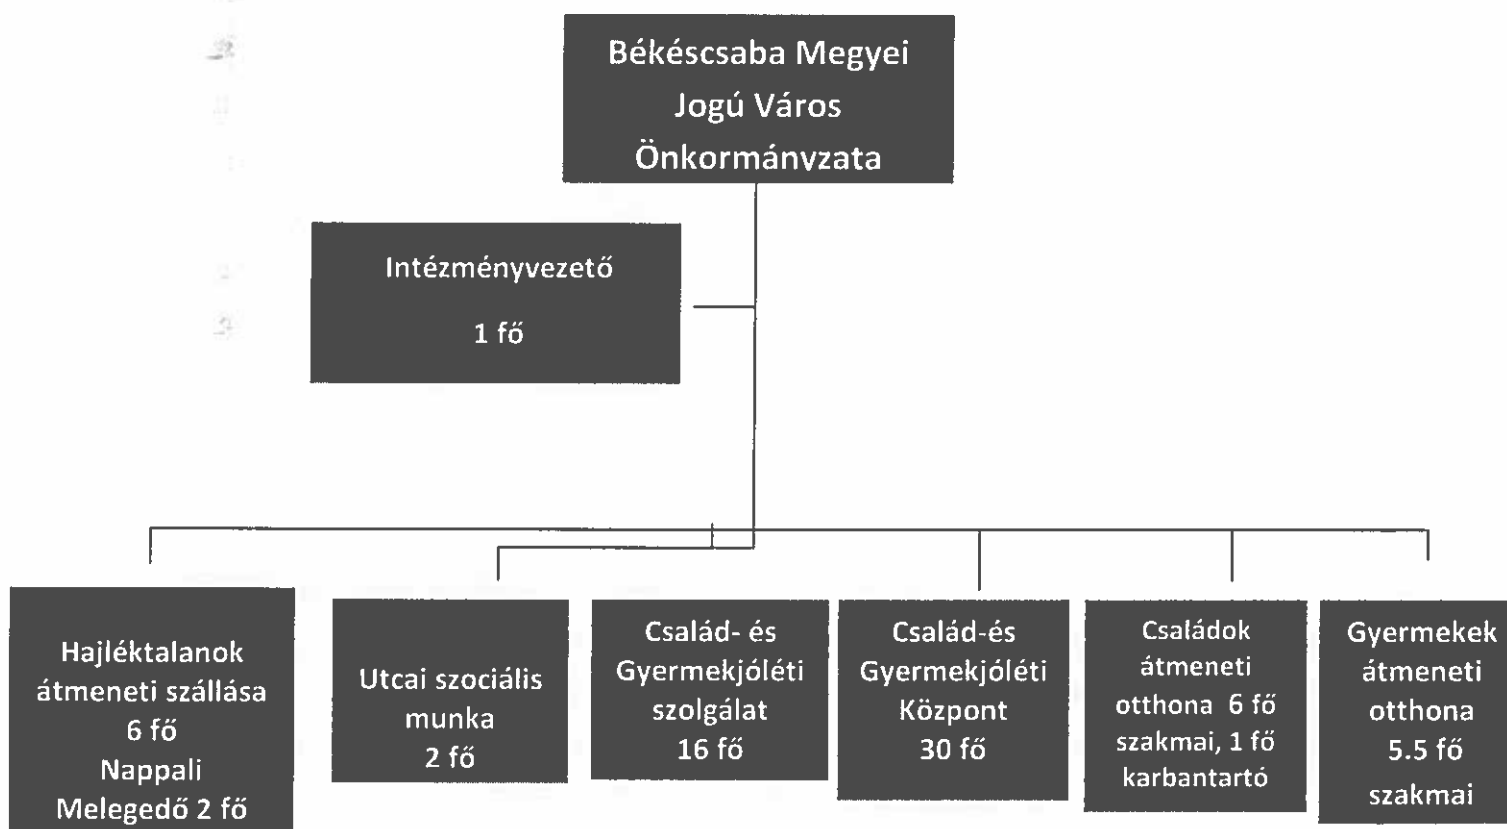 Békéscsaba Megyei
Jogú Város
Önkormányzata
Intézményvezető
1 fő
Hajléktalanok
átmeneti szállása
6 fő
Nappali
Melegedő 2 fő
Utcai szociális
munka
2 fő
Család- és
Gyermekjóléti
szolgálat
16 fő
Család-és
Gyermekjóléti
Központ
30 fő
Családok
átmeneti
otthona 6 fő
szakmai, 1 fő
karbantartó
Gyermekek
átmeneti
otthona
5.5 fő
szakmai